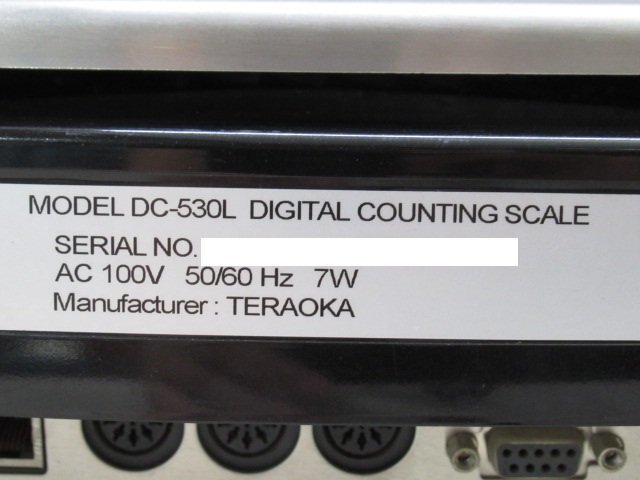 MODEL DC-530L DIGITAL COUNTING SCALE
SERIAL NO.
AC 100V 50/60 Hz 7W
Manufacturer : TERAOKA